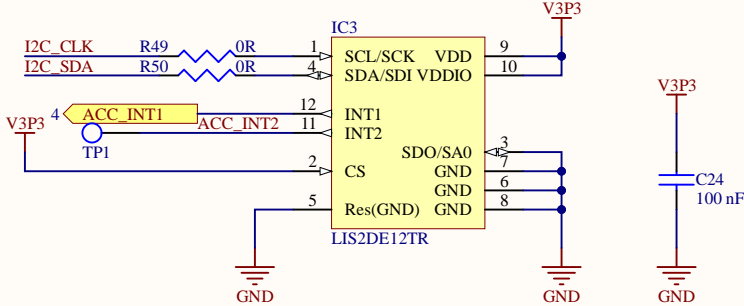 IC3
V3P3
I2C_CLK R49 0R 1 SCL/SCK VDD 9
I2C_SDA R50 0R 4 SDA/SDI VDDIO 10
V3P3
4 ACC_INT1 12 INT1
V3P3 ACC_INT2 11 INT2
TP1
SDO/SA0 3
2 CS GND 7
C24
GND 6
100 nF
5 Res(GND) GND 8
LIS2DE12TR
GND GND GND